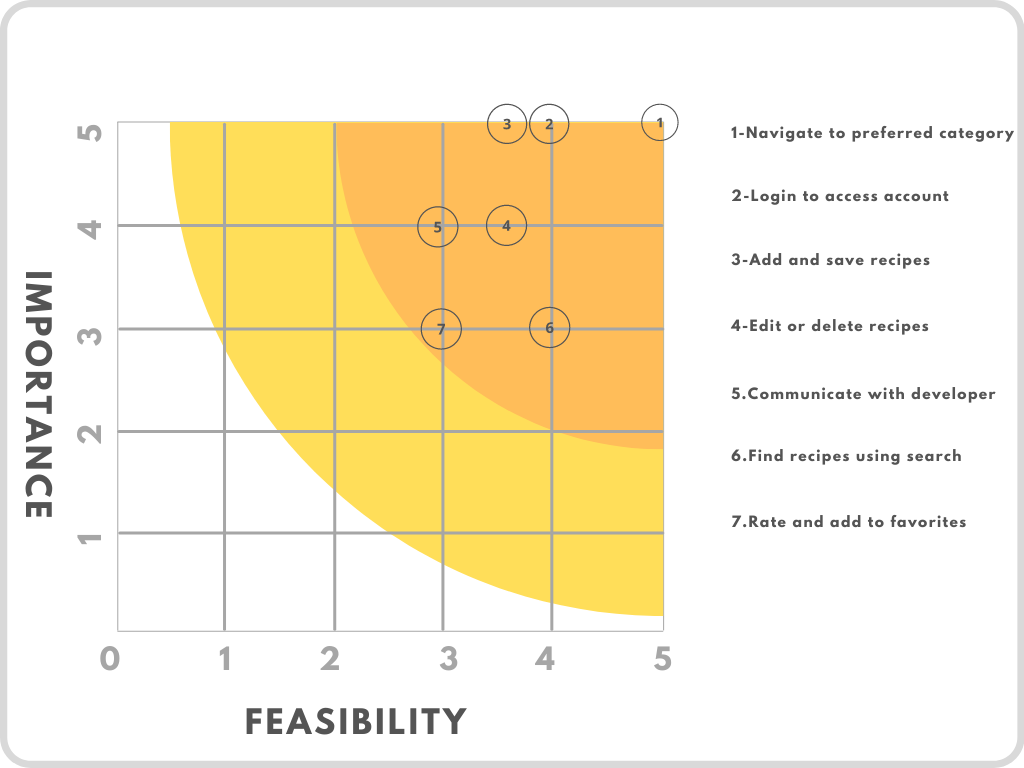 3
2
1
5
1-Navigate to preferred category
2-Login to access account
5
4
4
3-Add and save recipes
IMPORTANCE
3
7
6
4-Edit or delete recipes
5.Communicate with developer
2
6.Find recipes using search
1
7.Rate and add to favorites
0 1 2 3 4 5
FEASIBILITY